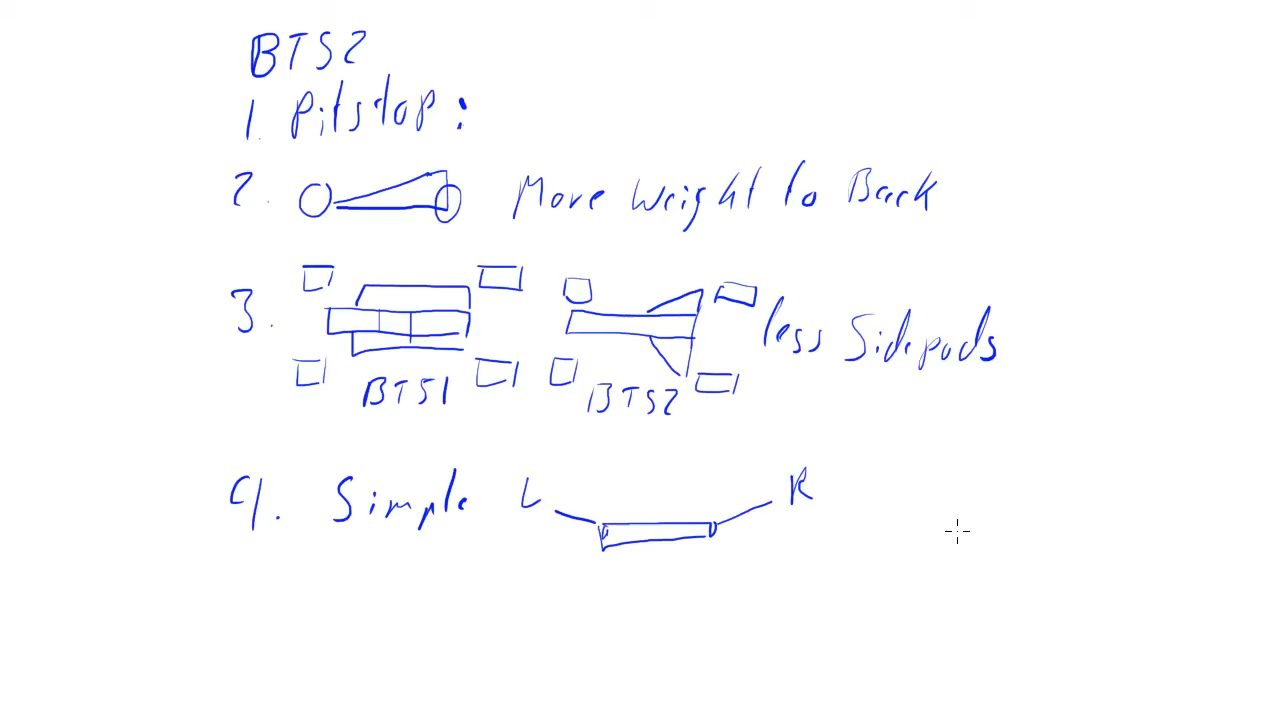 BTS2
1. Pitstop:
2. Move Weight to Back
3. less Sidepods
BTS1 BTS2
4. Simple L R